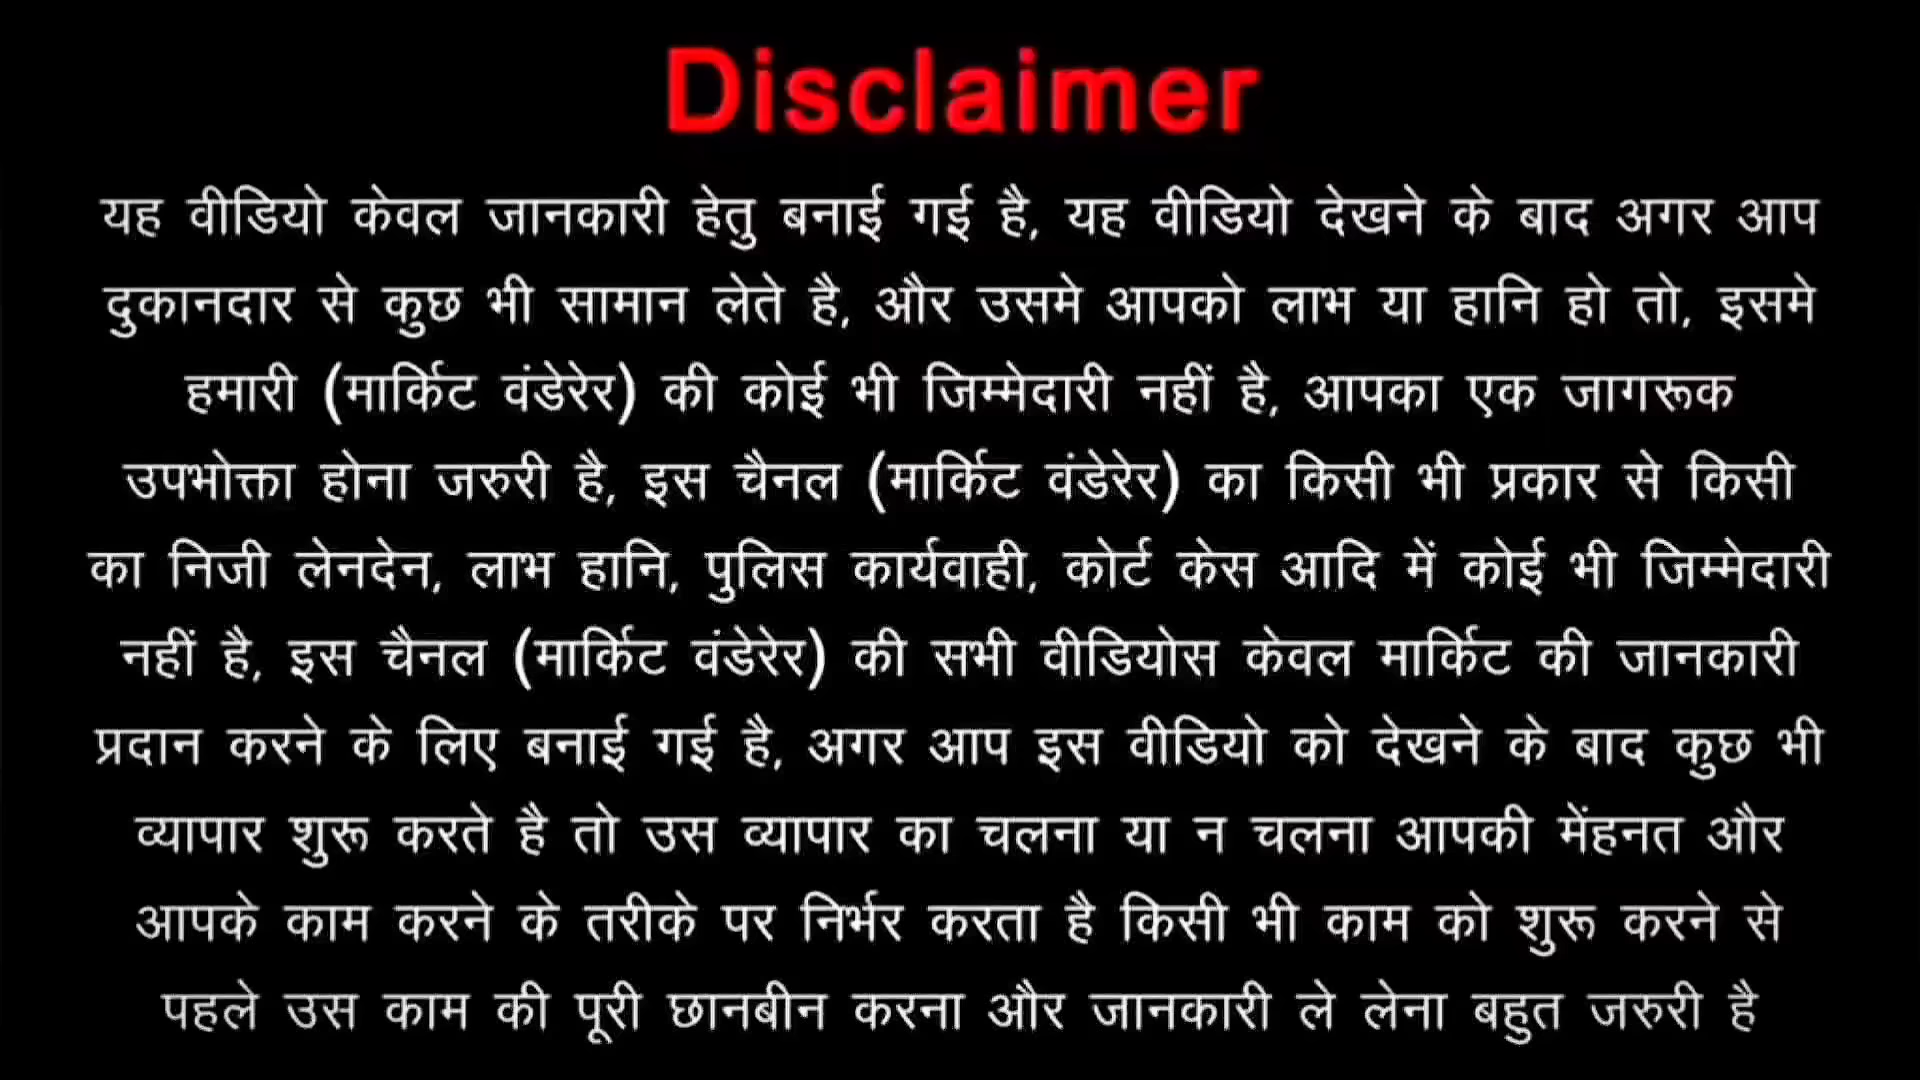 Disclaimer
यह वीडियो केवल जानकारी हेतु बनाई गई है, यह वीडियो देखने के बाद अगर आप
दुकानदार से कुछ भी सामान लेते है, और उसमे आपको लाभ या हानि हो तो, इसमे
हमारी (मार्किट वंडेरेर) की कोई भी जिम्मेदारी नहीं है, आपका एक जागरूक
उपभोक्ता होना जरुरी है, इस चैनल (मार्किट वंडेरेर) का किसी भी प्रकार से किसी
का निजी लेनदेन, लाभ हानि, पुलिस कार्यवाही, कोर्ट केस आदि में कोई भी जिम्मेदारी
नहीं है, इस चैनल (मार्किट वंडेरेर) की सभी वीडियोस केवल मार्किट की जानकारी
प्रदान करने के लिए बनाई गई है, अगर आप इस वीडियो को देखने के बाद कुछ भी
व्यापार शुरू करते है तो उस व्यापार का चलना या न चलना आपकी मेंहनत और
आपके काम करने के तरीके पर निर्भर करता है किसी भी काम को शुरू करने से
पहले उस काम की पूरी छानबीन करना और जानकारी ले लेना बहुत जरुरी है